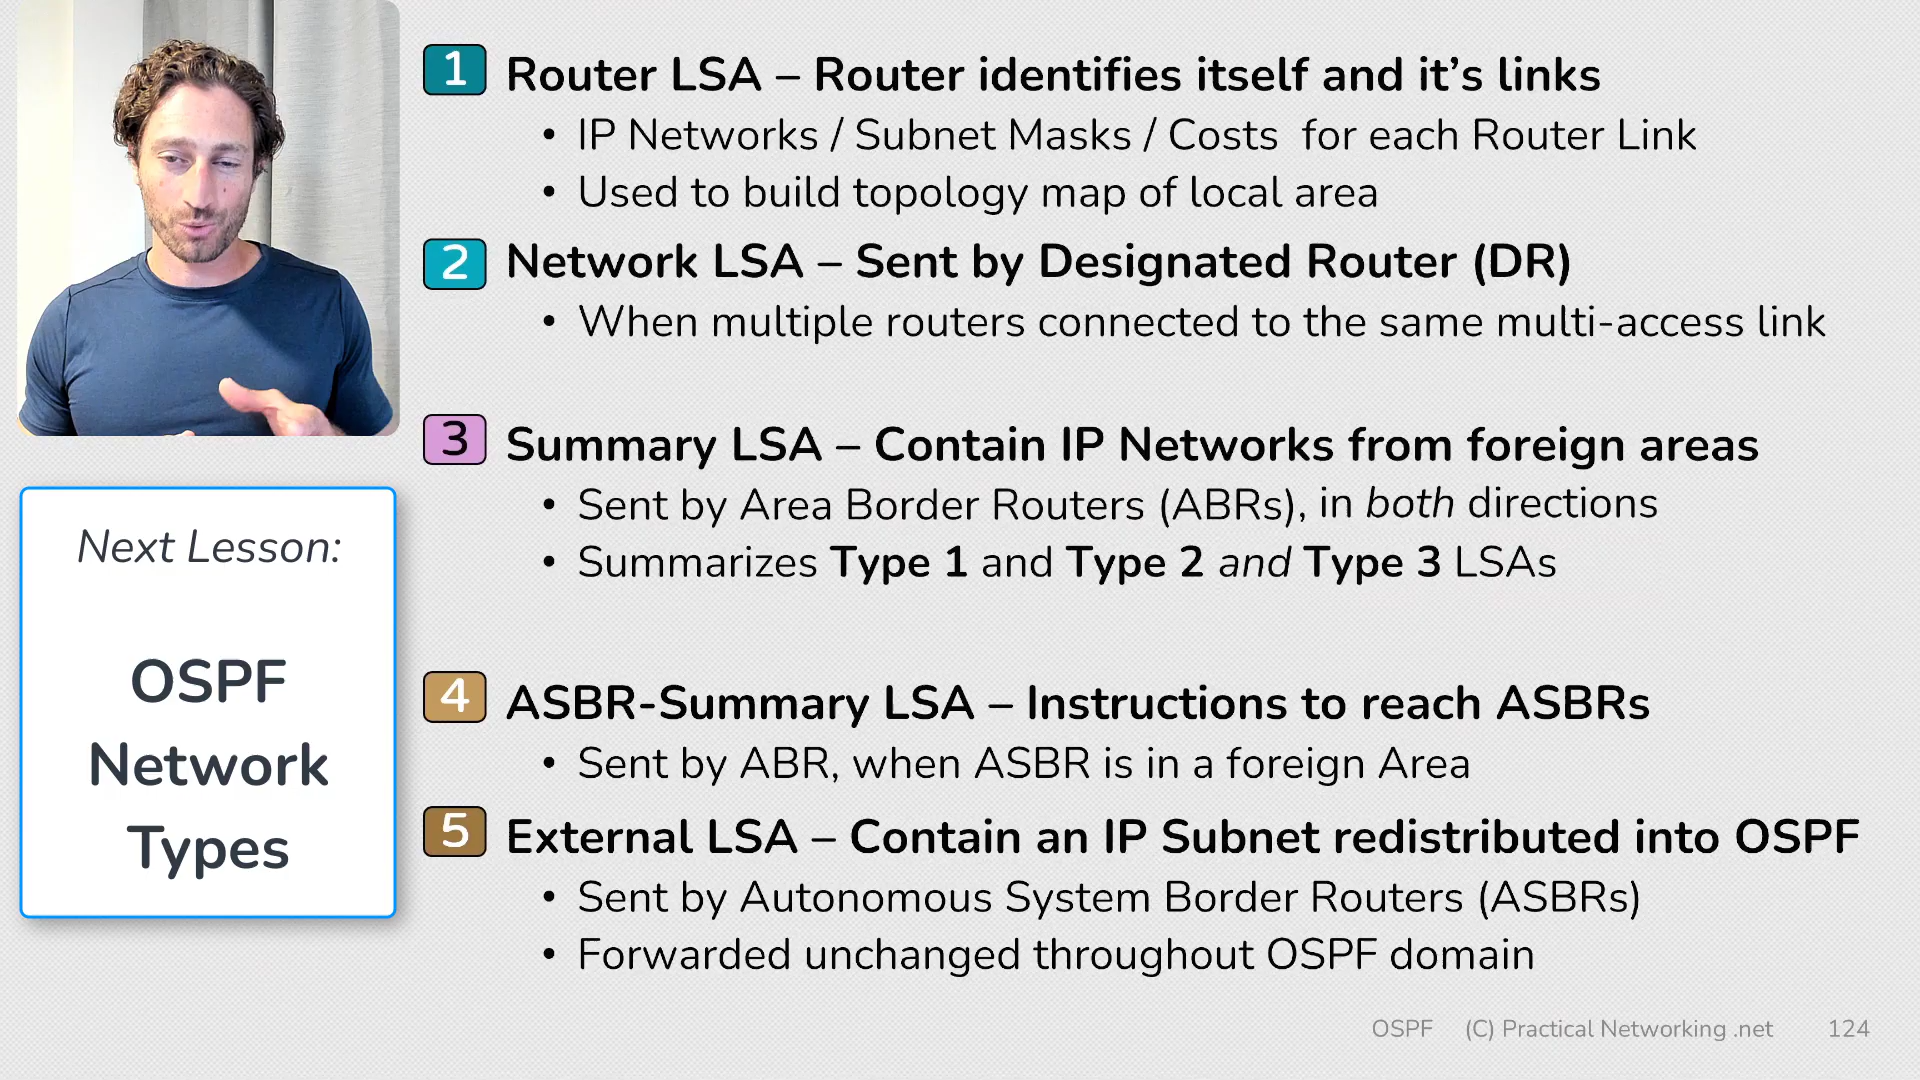 1 Router LSA – Router identifies itself and it's links
• IP Networks / Subnet Masks / Costs for each Router Link
• Used to build topology map of local area
2 Network LSA – Sent by Designated Router (DR)
• When multiple routers connected to the same multi-access link
3 Summary LSA – Contain IP Networks from foreign areas
• Sent by Area Border Routers (ABRs), in both directions
• Summarizes Type 1 and Type 2 and Type 3 LSAs
4 ASBR-Summary LSA – Instructions to reach ASBRs
• Sent by ABR, when ASBR is in a foreign Area
5 External LSA – Contain an IP Subnet redistributed into OSPF
• Sent by Autonomous System Border Routers (ASBRs)
• Forwarded unchanged throughout OSPF domain
Next Lesson:
OSPF
Network
Types
OSPF (C) Practical Networking .net 124